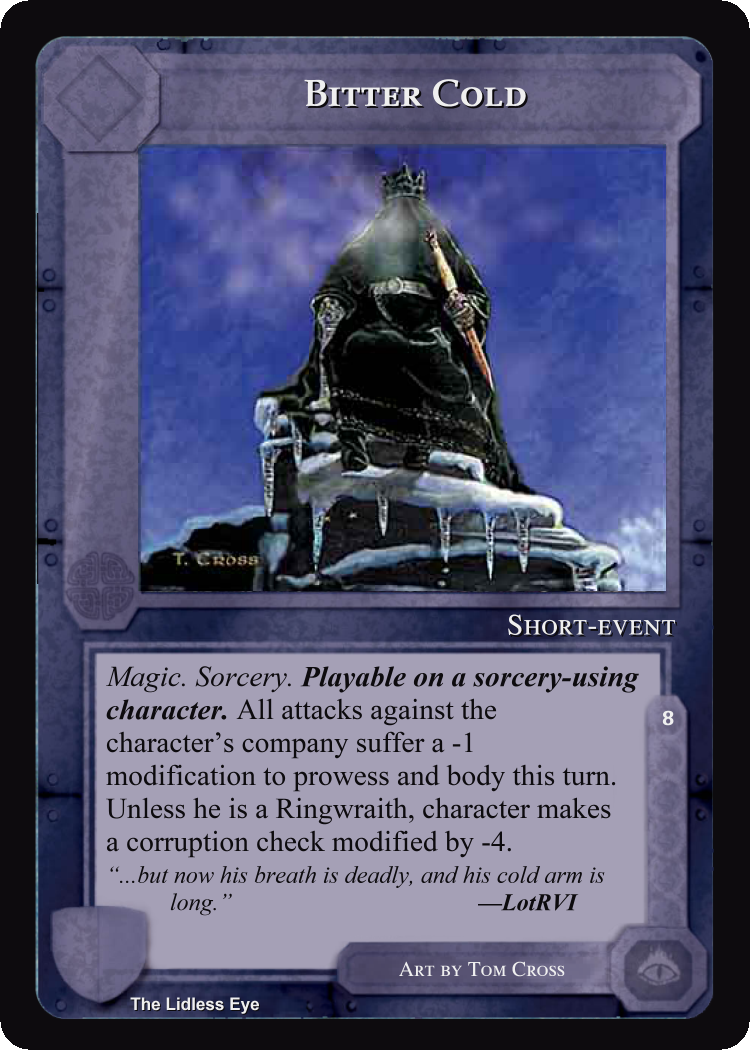 Bitter Cold
T. Cross
Short-event
Magic. Sorcery. Playable on a sorcery-using
character. All attacks against the
character’s company suffer a -1
modification to prowess and body this turn.
Unless he is a Ringwraith, character makes
a corruption check modified by -4.
“...but now his breath is deadly, and his cold arm is
long.” —LotRVI
8
Art by Tom Cross
The Lidless Eye